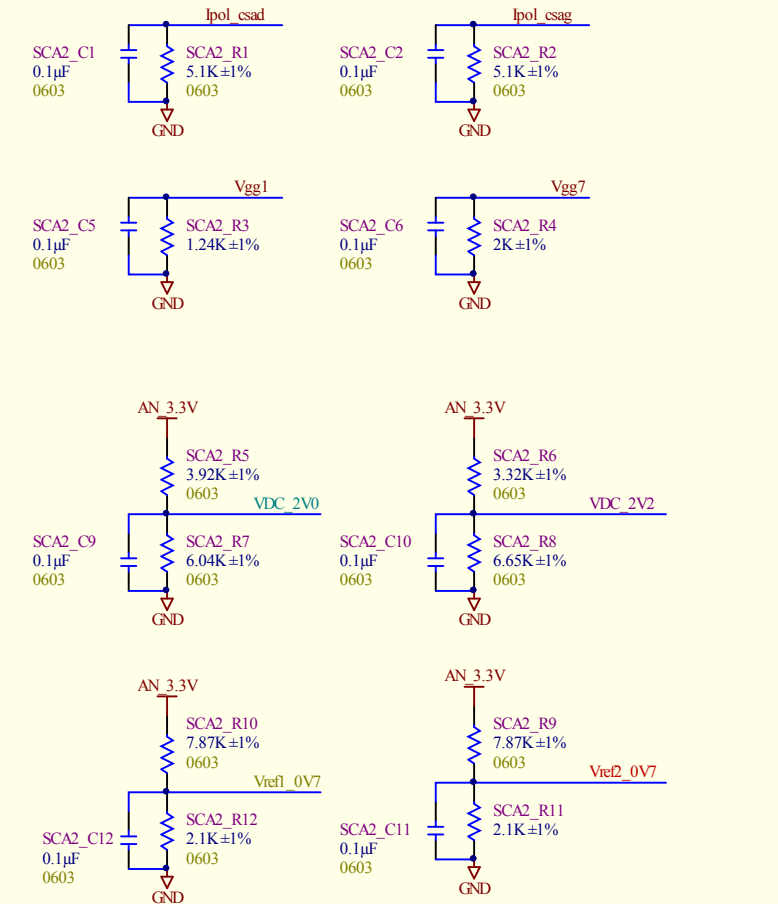 Ipol_csad
SCA2_C1
0.1µF
0603
SCA2_R1
5.1K±1%
0603
GND
Ipol_csag
SCA2_C2
0.1µF
0603
SCA2_R2
5.1K±1%
0603
GND
Vgg1
SCA2_C5
0.1µF
0603
SCA2_R3
1.24K±1%
GND
Vgg7
SCA2_C6
0.1µF
0603
SCA2_R4
2K±1%
GND
AN_3.3V
SCA2_R5
3.92K±1%
0603
VDC_2V0
SCA2_C9
0.1µF
0603
SCA2_R7
6.04K±1%
0603
GND
AN_3.3V
SCA2_R6
3.32K±1%
0603
VDC_2V2
SCA2_C10
0.1µF
0603
SCA2_R8
6.65K±1%
0603
GND
AN_3.3V
SCA2_R10
7.87K±1%
0603
Vref1_0V7
SCA2_C12
0.1µF
0603
SCA2_R12
2.1K±1%
0603
GND
AN_3.3V
SCA2_R9
7.87K±1%
0603
Vref2_0V7
SCA2_C11
0.1µF
0603
SCA2_R11
2.1K±1%
GND